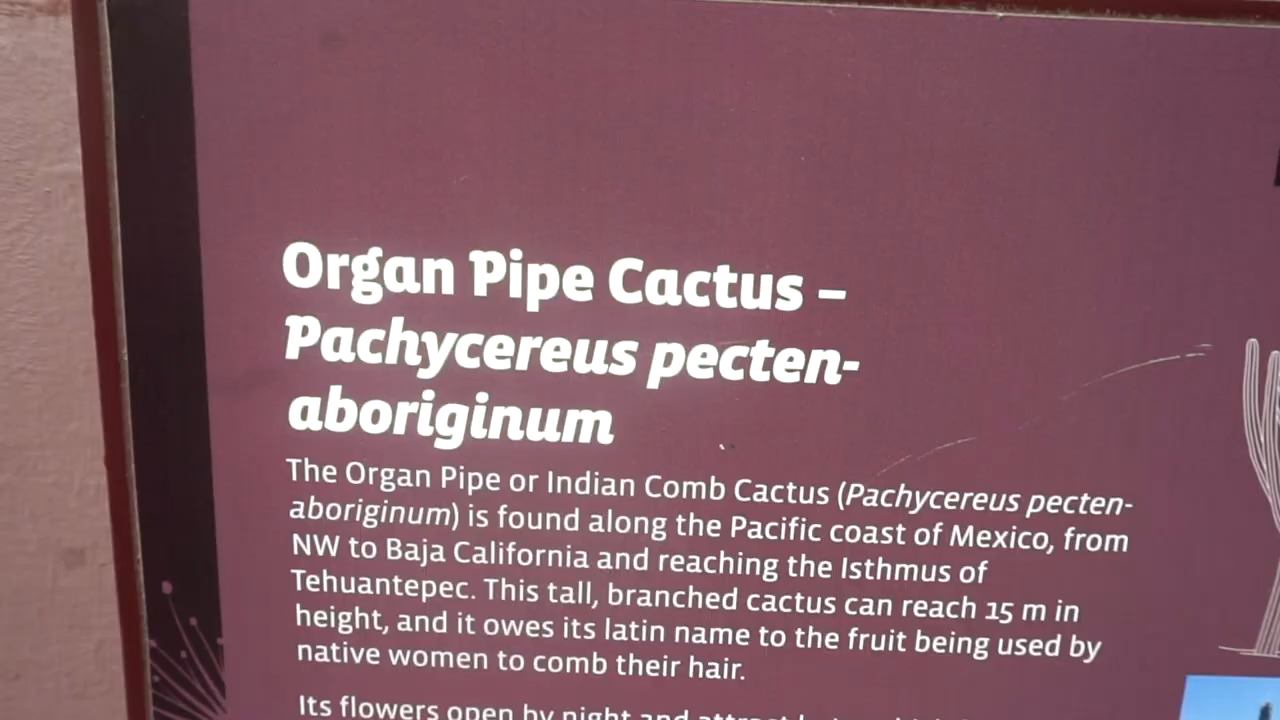 Organ Pipe Cactus –
Pachycereus pecten-
aboriginum
The Organ Pipe or Indian Comb Cactus (Pachycereus pecten-
aboriginum) is found along the Pacific coast of Mexico, from
NW to Baja California and reaching the Isthmus of
Tehuantepec. This tall, branched cactus can reach 15 m in
height, and it owes its latin name to the fruit being used by
native women to comb their hair.
Its flowers open by night and